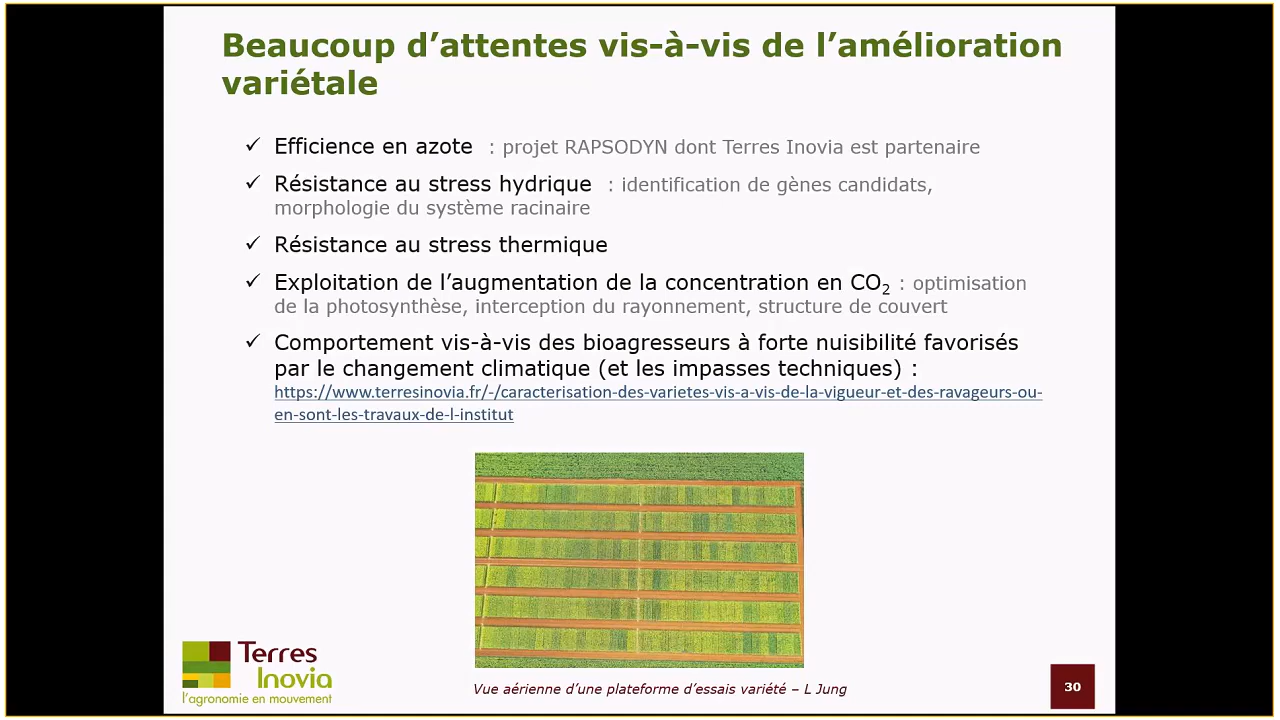 Beaucoup d’attentes vis-à-vis de l’amélioration
variétale
✓ Efficience en azote : projet RAPSODYN dont Terres Inovia est partenaire
✓ Résistance au stress hydrique : identification de gènes candidats,
morphologie du système racinaire
✓ Résistance au stress thermique
✓ Exploitation de l’augmentation de la concentration en CO₂ : optimisation
de la photosynthèse, interception du rayonnement, structure de couvert
✓ Comportement vis-à-vis des bioagresseurs à forte nuisibilité favorisés
par le changement climatique (et les impasses techniques) :
https://www.terresinovia.fr/-/caracterisation-des-varietes-vis-a-vis-de-la-vigueur-et-des-ravageurs-ou-
en-sont-les-travaux-de-l-institut
Terres
Inovia
l’agronomie en mouvement
Vue aérienne d’une plateforme d’essais variété – L Jung
30